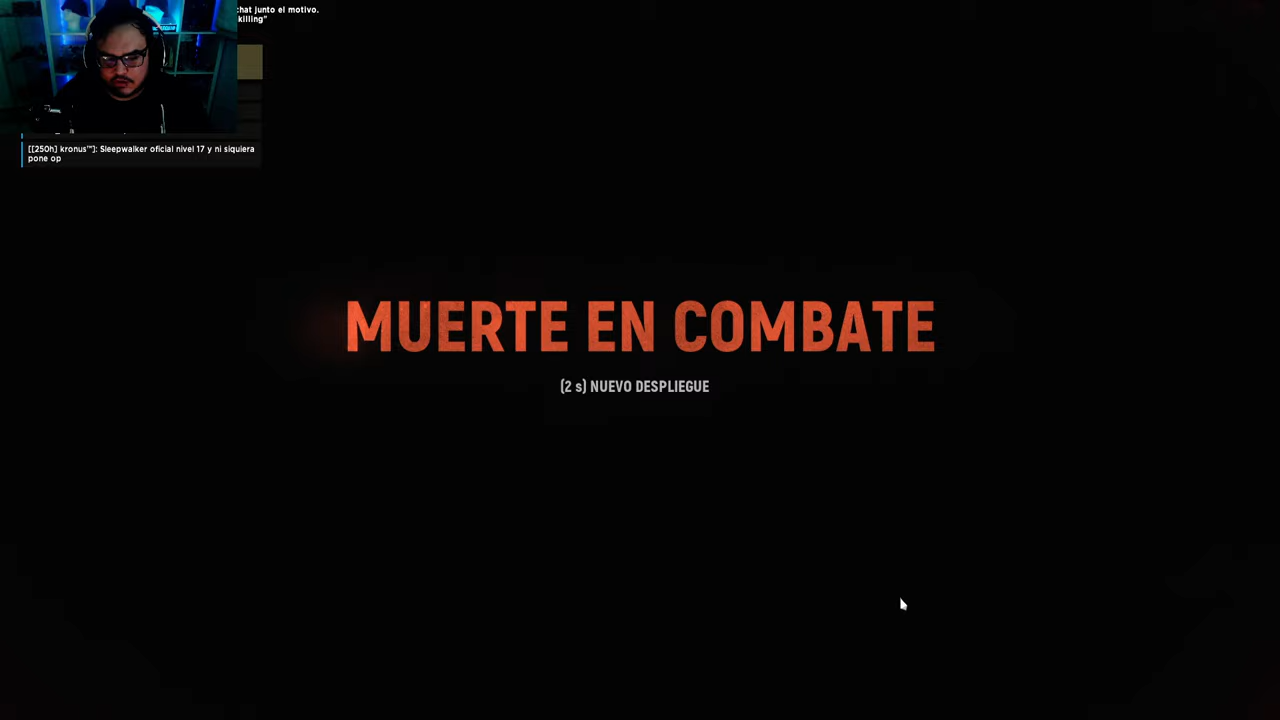 chat junto el motivo.
killing"
[[250h] kronus™]: Sleepwalker oficial nivel 17 y ni siquiera
pone op
MUERTE EN COMBATE
(2 s) NUEVO DESPLIEGUE